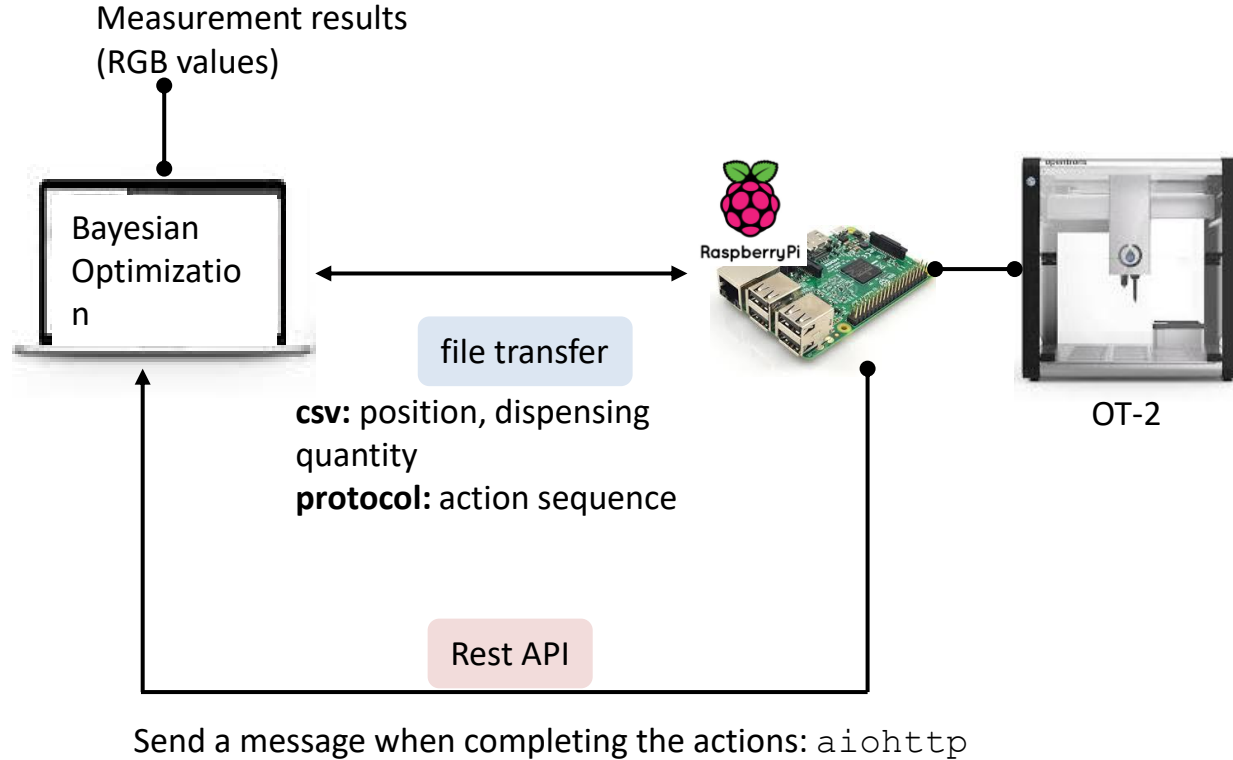 Measurement results
(RGB values)
Bayesian
Optimizatio
n
RaspberryPi
opentrons
file transfer
csv: position, dispensing
quantity
protocol: action sequence
OT-2
Rest API
Send a message when completing the actions: aiohttp